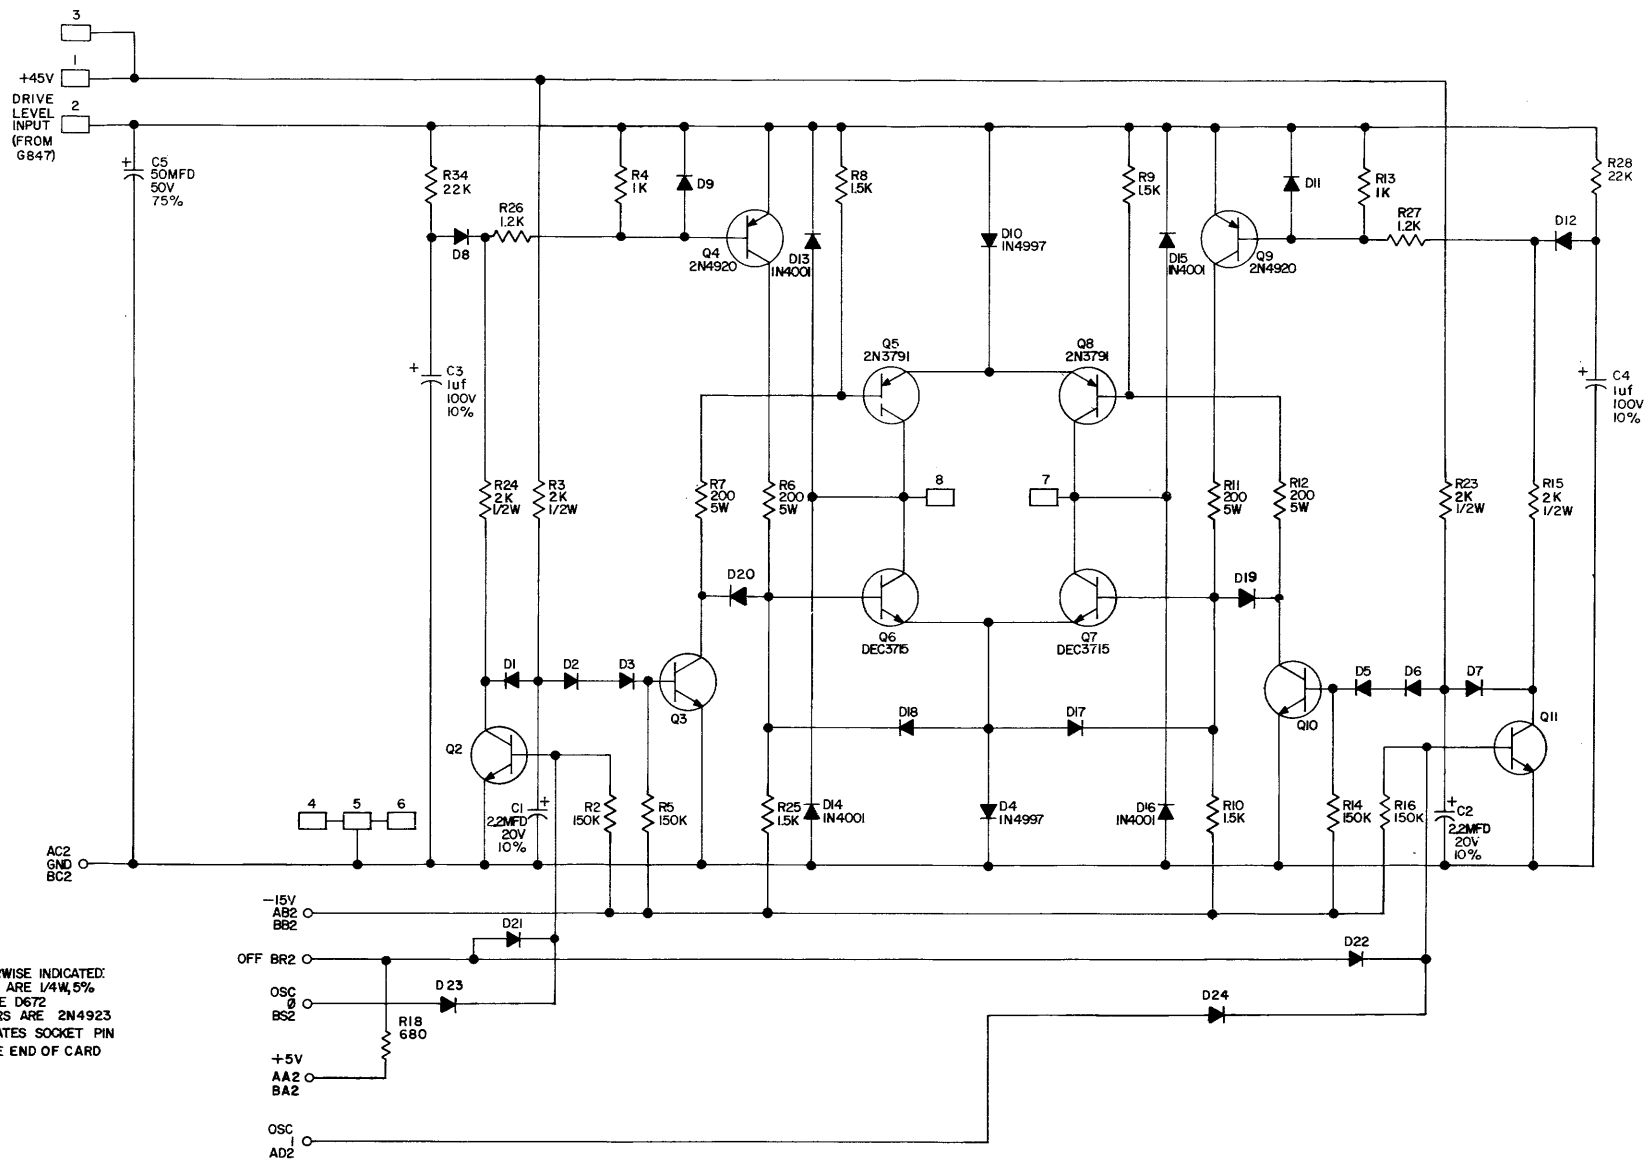 3
1
+45V
DRIVE
LEVEL
INPUT
(FROM
G847)
2
C5
50MFD
50V
75%
R34
22K
D8
R26
1.2K
R4
1K
D9
Q4
2N4920
D13
1N4001
R8
1.5K
D10
1N4997
R9
1.5K
D15
1N4001
Q9
2N4920
D11
R13
1K
R27
1.2K
D12
R28
22K
C3
1uf
100V
10%
Q5
2N3791
Q8
2N3791
C4
1uf
100V
10%
R24
2K
1/2W
R3
2K
1/2W
R7
200
5W
R6
200
5W
8
7
R11
200
5W
R12
200
5W
R23
2K
1/2W
R15
2K
1/2W
D20
Q6
DEC3715
Q7
DEC3715
D19
D1
D2
D3
Q3
D18
D17
Q10
D5
D6
D7
Q11
Q2
4
5
6
C1
2.2MFD
20V
10%
R2
150K
R5
150K
R25
1.5K
D14
1N4001
D4
1N4997
D16
1N4001
R10
1.5K
R14
150K
R16
150K
C2
2.2MFD
20V
10%
AC2
GND
BC2
-15V
AB2
BB2
D21
OFF BR2
D22
OSC
0
BS2
D23
D24
R18
680
+5V
AA2
BA2
OSC
1
AD2
WISE INDICATED:
ARE 1/4W, 5%
E D672
RS ARE 2N4923
ATES SOCKET PIN
E END OF CARD